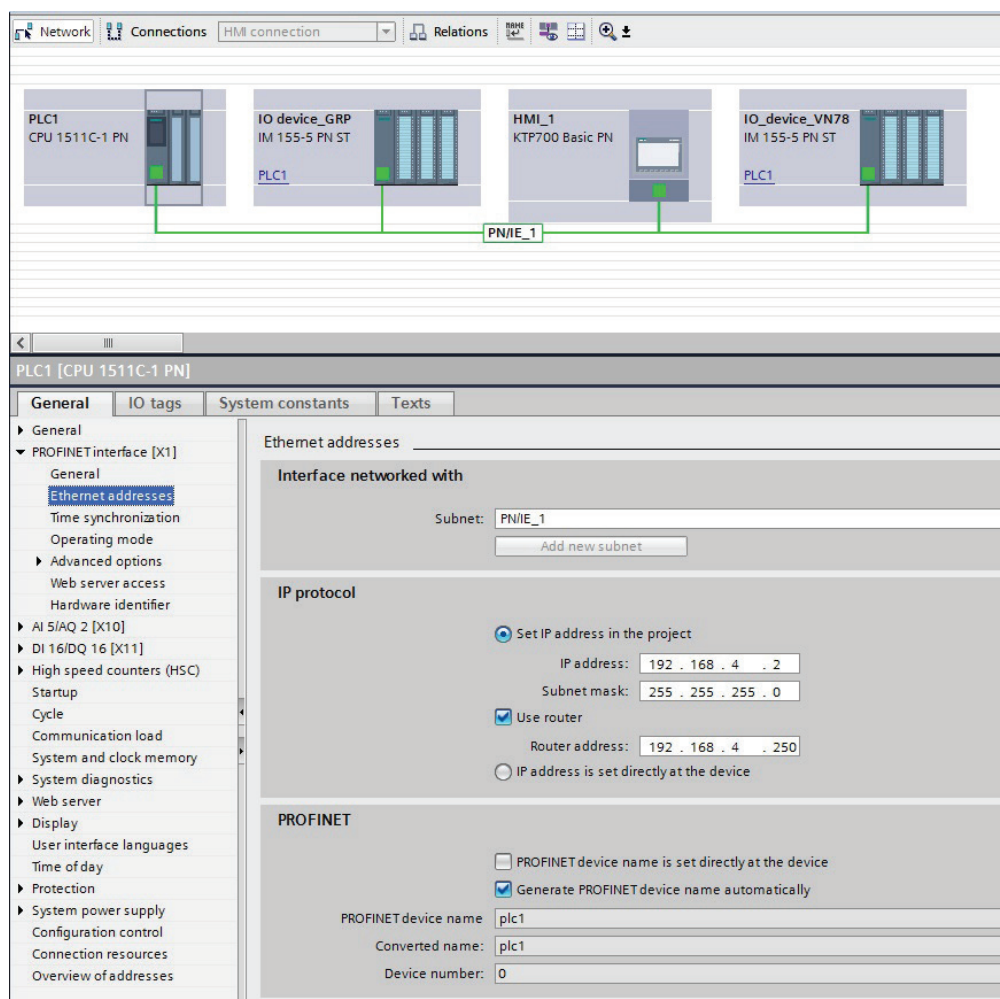 Network Connections HMI connection Relations NAME
PLC1
CPU 1511C-1 PN
IO device_GRP
IM 155-5 PN ST
PLC1
HMI_1
KTP700 Basic PN
IO_device_VN78
IM 155-5 PN ST
PLC1
PN/IE_1
PLC1 [CPU 1511C-1 PN]
General IO tags System constants Texts
General
PROFINET interface [X1]
General
Ethernet addresses
Time synchronization
Operating mode
Advanced options
Web server access
Hardware identifier
AI 5/AQ 2 [X10]
DI 16/DQ 16 [X11]
High speed counters (HSC)
Startup
Cycle
Communication load
System and clock memory
System diagnostics
Web server
Display
User interface languages
Time of day
Protection
System power supply
Configuration control
Connection resources
Overview of addresses
Ethernet addresses
Interface networked with
Subnet: PN/IE_1
Add new subnet
IP protocol
Set IP address in the project
IP address: 192 . 168 . 4 . 2
Subnet mask: 255 . 255 . 255 . 0
Use router
Router address: 192 . 168 . 4 . 250
IP address is set directly at the device
PROFINET
PROFINET device name is set directly at the device
Generate PROFINET device name automatically
PROFINET device name plc1
Converted name: plc1
Device number: 0